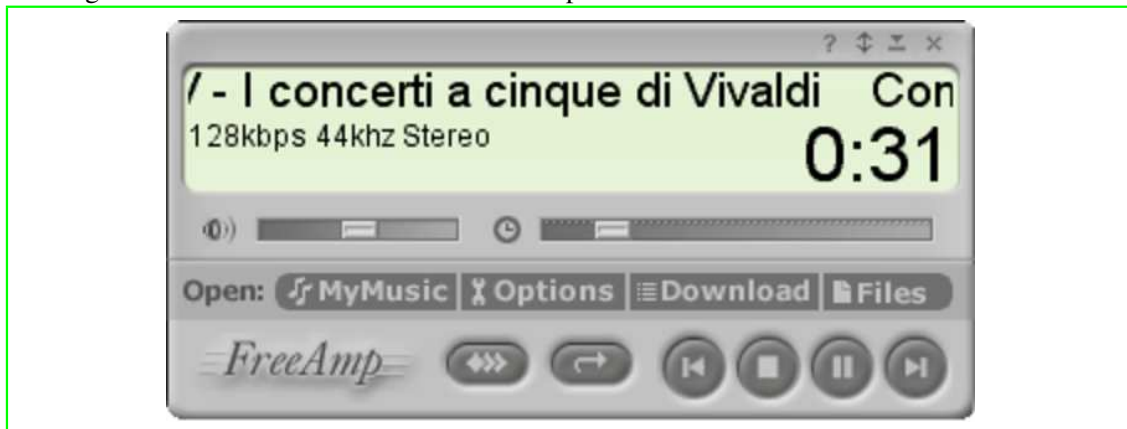 ? ×
/ - I concerti a cinque di Vivaldi Con
128kbps 44khz Stereo
0:31
Open: MyMusic Options Download Files
FreeAmp